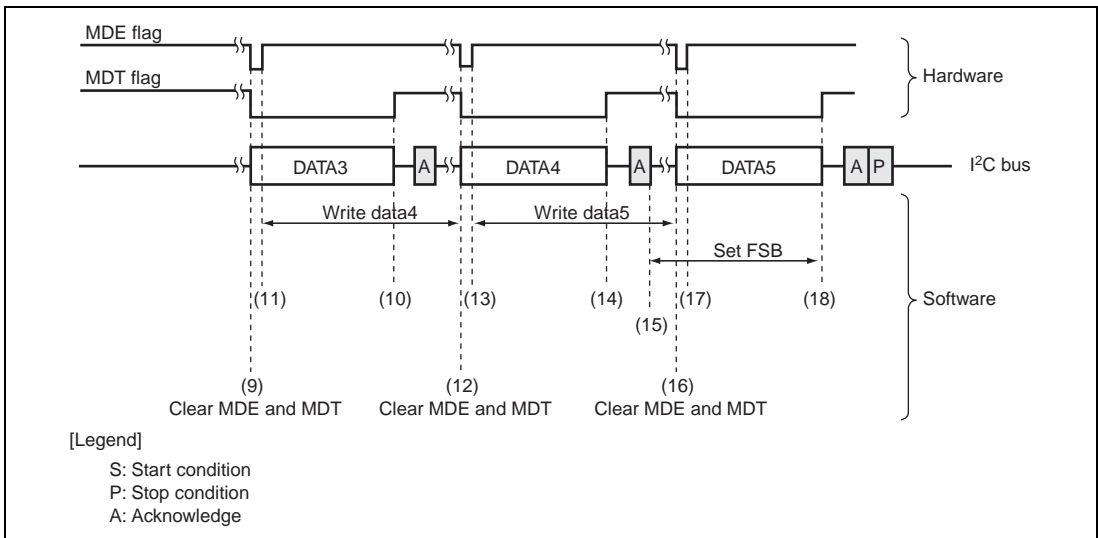 MDE flag
MDT flag
Hardware
DATA3 A DATA4 A DATA5 A P I²C bus
Write data4 Write data5
Set FSB
(11) (10) (13) (14) (17) (18) Software
(15)
(9) (12) (16)
Clear MDE and MDT Clear MDE and MDT Clear MDE and MDT
[Legend]
S: Start condition
P: Stop condition
A: Acknowledge